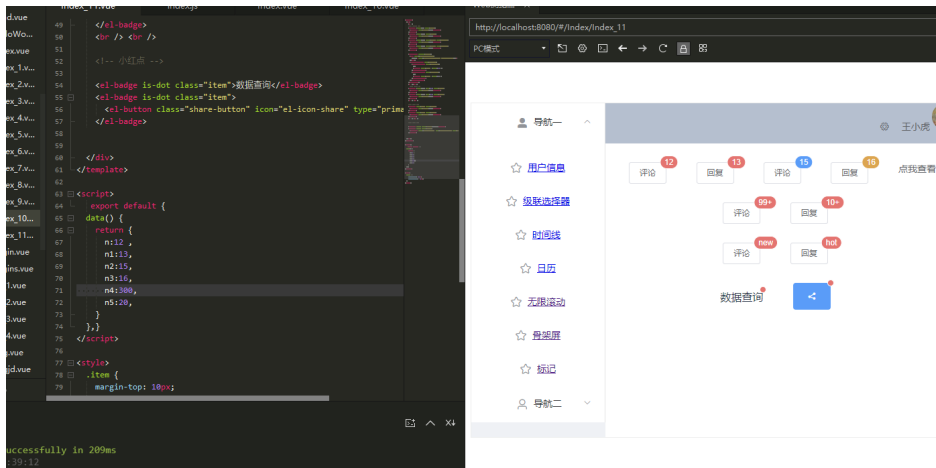 index_11.vue index.js index.vue index_10.vue
d.vue
loWo...
ex.vue
ex_1.v...
ex_2.v...
ex_3.v...
ex_4.v...
ex_5.v...
ex_6.v...
ex_7.v...
ex_8.v...
ex_9.v...
ex_10...
ex_11...
in.vue
ins.vue
1.vue
2.vue
3.vue
4.vue
.vue
jd.vue
49 </el-badge>
50 <br /> <br />
51
52 <!-- 小红点 -->
53
54 <el-badge is-dot class="item">数据查询</el-badge>
55 <el-badge is-dot class="item">
56 <el-button class="share-button" icon="el-icon-share" type="prima
57 </el-badge>
58
59
60 </div>
61 </template>
62
63 <script>
64 export default {
65 data() {
66 return {
67 n:12 ,
68 n1:13,
69 n2:15,
70 n3:16,
71 n4:300,
72 n5:20,
73 }
74 },}
75 </script>
76
77 <style>
78 .item {
79 margin-top: 10px;
uccessfully in 209ms
:39:12
http://localhost:8080/#/Index/Index_11
PC模式
导航一
用户信息
级联选择器
时间线
日历
无限滚动
骨架屏
标记
导航二
王小虎
评论 12 回复 13 评论 15 回复 16 点我查看
评论 99+ 回复 10+
评论 new 回复 hot
数据查询